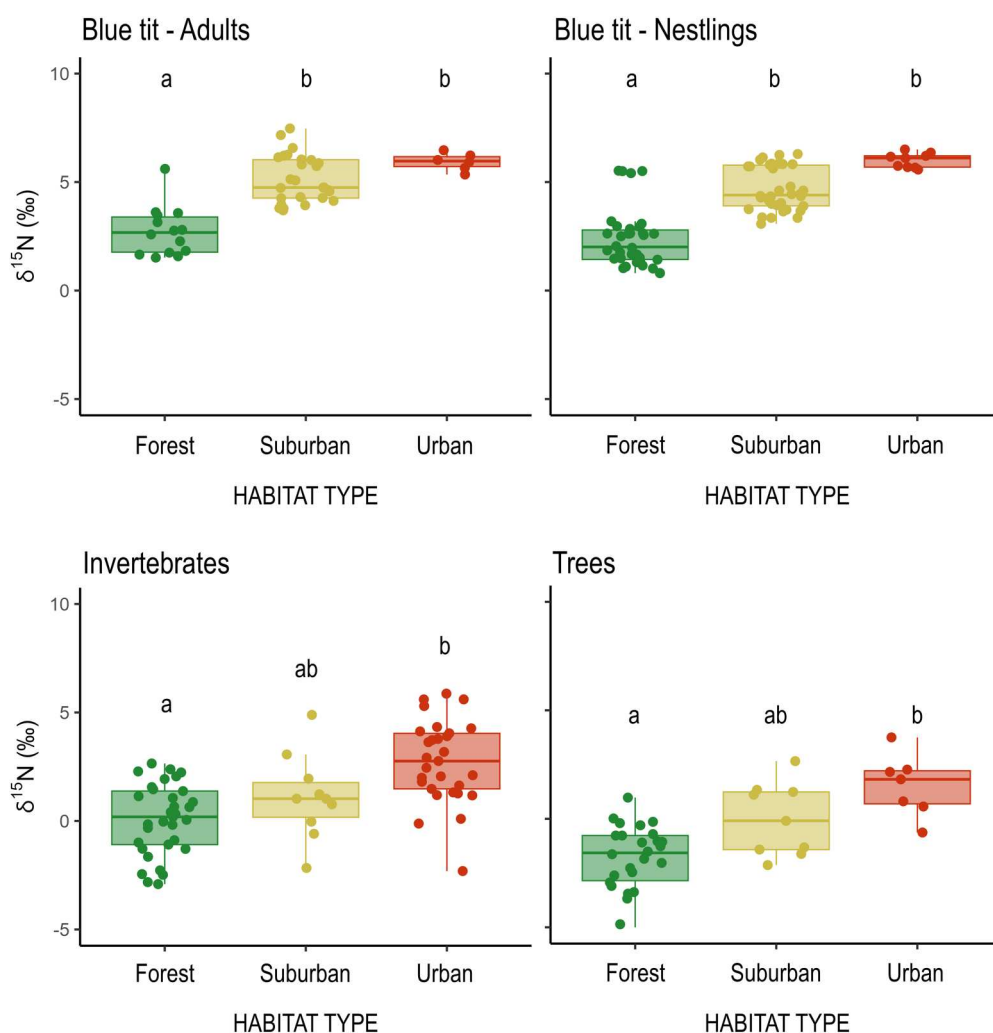 Blue tit - Adults
Blue tit - Nestlings
10
a
b
b
a
b
b
5
δ¹⁵N (‰)
0
-5
Forest
Suburban
Urban
Forest
Suburban
Urban
HABITAT TYPE
HABITAT TYPE
Invertebrates
Trees
10
a
ab
b
a
ab
b
5
δ¹⁵N (‰)
0
-5
Forest
Suburban
Urban
Forest
Suburban
Urban
HABITAT TYPE
HABITAT TYPE